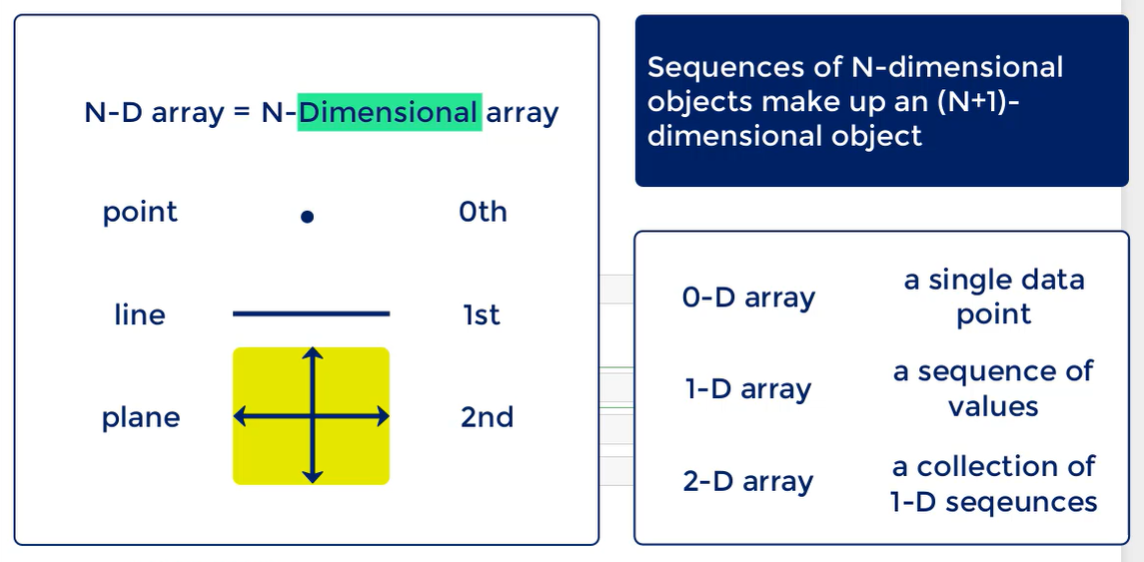 N-D array = N-Dimensional array
point
0th
line
1st
plane
2nd
Sequences of N-dimensional
objects make up an (N+1)-
dimensional object
0-D array
a single data
point
1-D array
a sequence of
values
2-D array
a collection of
1-D seqeunces